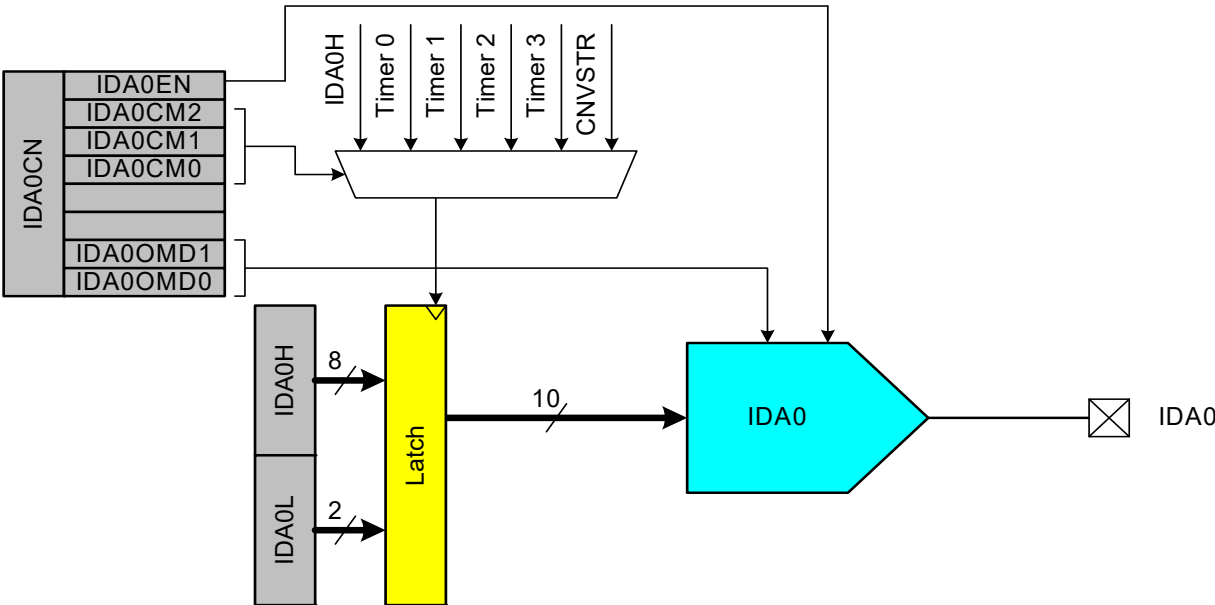 IDA0CN
IDA0EN
IDA0CM2
IDA0CM1
IDA0CM0
IDA0OMD1
IDA0OMD0
IDA0H
Timer 0
Timer 1
Timer 2
Timer 3
CNVSTR
IDA0H
8
IDA0L
2
Latch
10
IDA0
IDA0